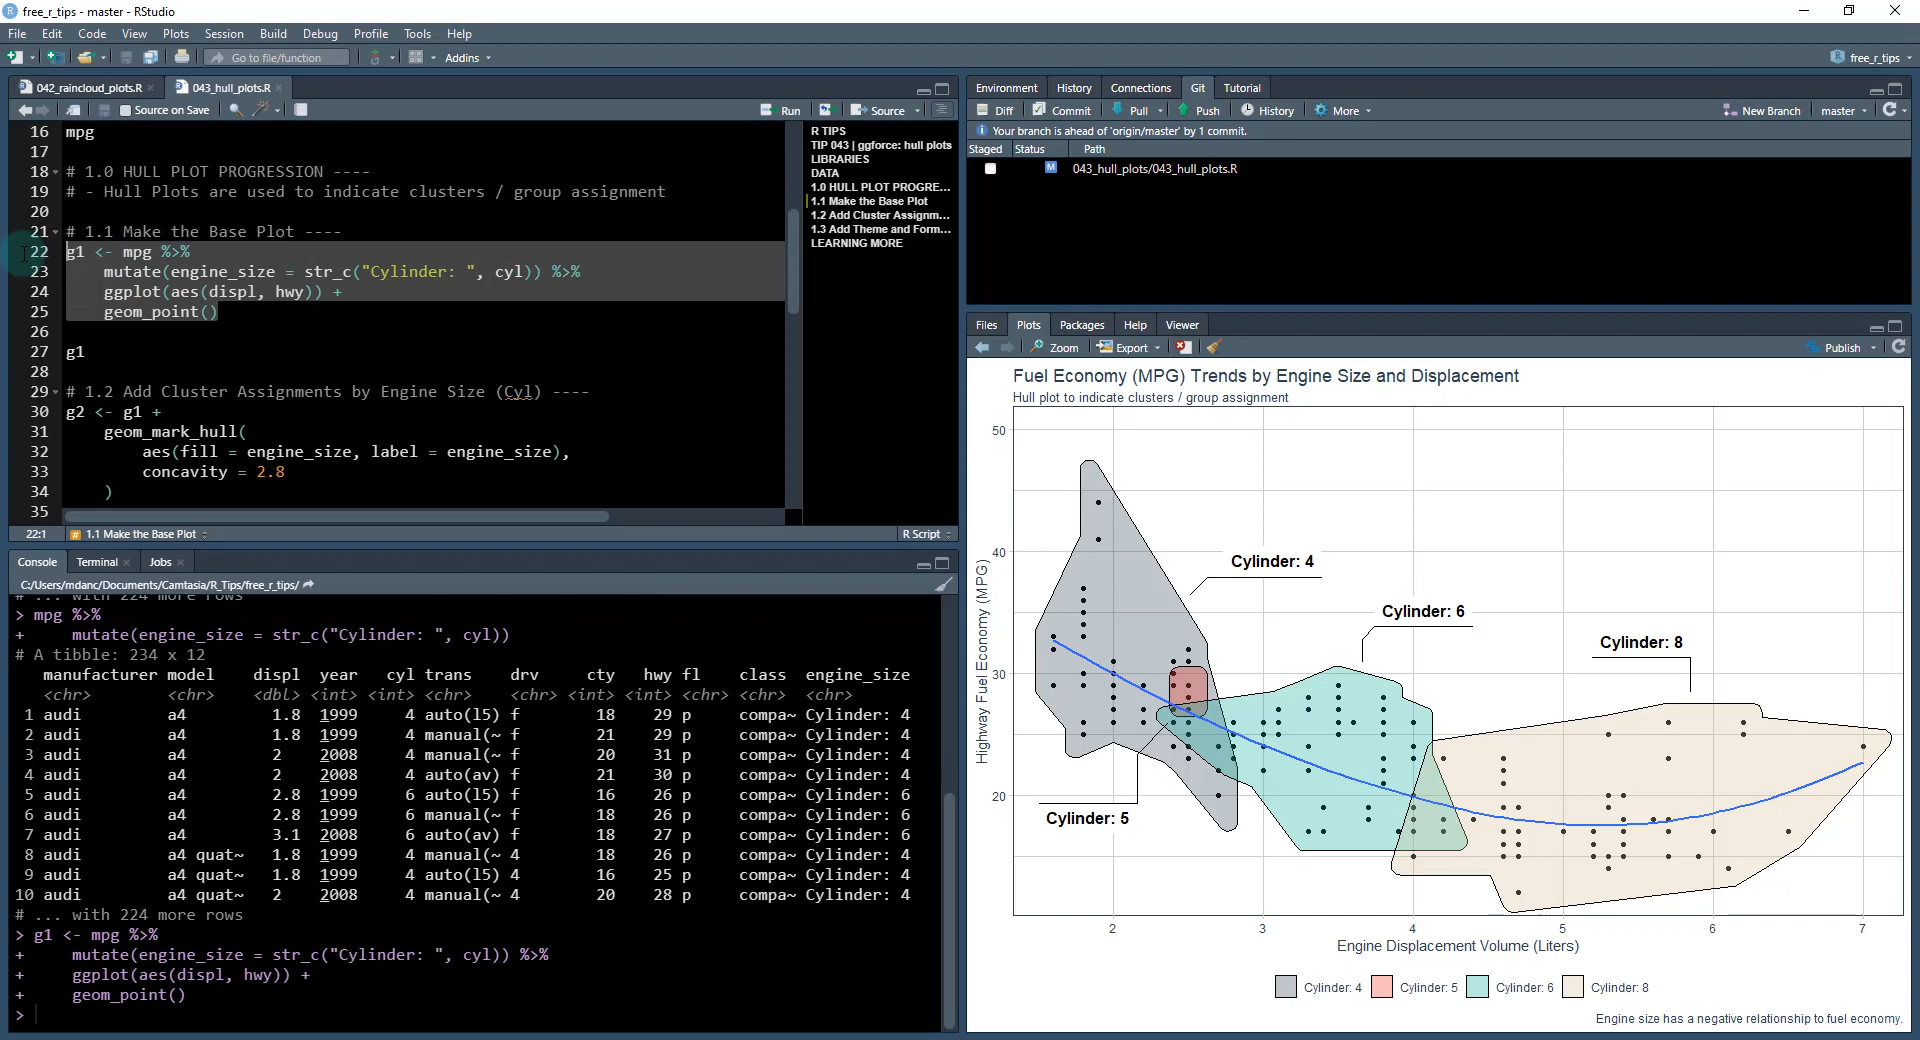 free_r_tips - master - RStudio
File Edit Code View Plots Session Build Debug Profile Tools Help
Go to file/function Addins free_r_tips
042_raincloud_plots.R 043_hull_plots.R
Source on Save Run Source
16 mpg
17
18 # 1.0 HULL PLOT PROGRESSION ----
19 # - Hull Plots are used to indicate clusters / group assignment
20
21 # 1.1 Make the Base Plot ----
22 g1 <- mpg %>%
23 mutate(engine_size = str_c("Cylinder: ", cyl)) %>%
24 ggplot(aes(displ, hwy)) +
25 geom_point()
26
27 g1
28
29 # 1.2 Add Cluster Assignments by Engine Size (Cyl) ----
30 g2 <- g1 +
31 geom_mark_hull(
32 aes(fill = engine_size, label = engine_size),
33 concavity = 2.8
34 )
35
R TIPS
TIP 043 | ggforce: hull plots
LIBRARIES
DATA
1.0 HULL PLOT PROGRE...
1.1 Make the Base Plot
1.2 Add Cluster Assignm...
1.3 Add Theme and Form...
LEARNING MORE
22:1 # 1.1 Make the Base Plot R Script
Console Terminal Jobs
C:/Users/mdanc/Documents/Camtasia/R_Tips/free_r_tips/
# ... with 224 more rows
> mpg %>%
+ mutate(engine_size = str_c("Cylinder: ", cyl))
# A tibble: 234 x 12
manufacturer model displ year cyl trans drv cty hwy fl class engine_size
<chr> <chr> <dbl> <int> <int> <chr> <chr> <int> <int> <chr> <chr> <chr>
1 audi a4 1.8 1999 4 auto(l5) f 18 29 p compa~ Cylinder: 4
2 audi a4 1.8 1999 4 manual(~ f 21 29 p compa~ Cylinder: 4
3 audi a4 2 2008 4 manual(~ f 20 31 p compa~ Cylinder: 4
4 audi a4 2 2008 4 auto(av) f 21 30 p compa~ Cylinder: 4
5 audi a4 2.8 1999 6 auto(l5) f 16 26 p compa~ Cylinder: 6
6 audi a4 2.8 1999 6 manual(~ f 18 26 p compa~ Cylinder: 6
7 audi a4 3.1 2008 6 auto(av) f 18 27 p compa~ Cylinder: 6
8 audi a4 quat~ 1.8 1999 4 manual(~ 4 18 26 p compa~ Cylinder: 4
9 audi a4 quat~ 1.8 1999 4 auto(l5) 4 16 25 p compa~ Cylinder: 4
10 audi a4 quat~ 2 2008 4 manual(~ 4 20 28 p compa~ Cylinder: 4
# ... with 224 more rows
> g1 <- mpg %>%
+ mutate(engine_size = str_c("Cylinder: ", cyl)) %>%
+ ggplot(aes(displ, hwy)) +
+ geom_point()
>
Environment History Connections Git Tutorial
Diff Commit Pull Push History More New Branch master
Your branch is ahead of 'origin/master' by 1 commit.
Staged Status Path
M 043_hull_plots/043_hull_plots.R
Files Plots Packages Help Viewer
Zoom Export Publish
Fuel Economy (MPG) Trends by Engine Size and Displacement
Hull plot to indicate clusters / group assignment
Highway Fuel Economy (MPG)
50
40
30
20
Cylinder: 4
Cylinder: 6
Cylinder: 8
Cylinder: 5
2 3 4 5 6 7
Engine Displacement Volume (Liters)
Cylinder: 4 Cylinder: 5 Cylinder: 6 Cylinder: 8
Engine size has a negative relationship to fuel economy.